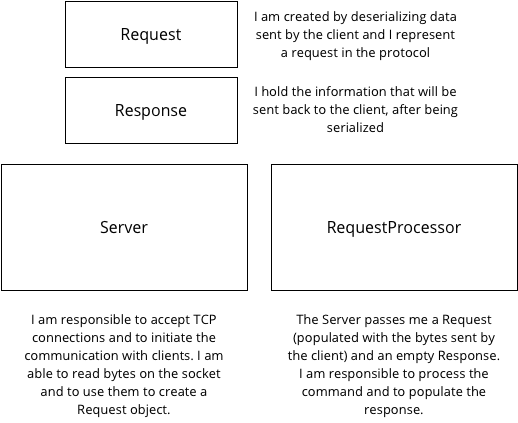 Request
I am created by deserializing data
sent by the client and I represent
a request in the protocol
Response
I hold the information that will be
sent back to the client, after being
serialized
Server
RequestProcessor
I am responsible to accept TCP
connections and to initiate the
communication with clients. I am
able to read bytes on the socket
and to use them to create a
Request object.
The Server passes me a Request
(populated with the bytes sent by
the client) and an empty Response.
I am responsible to process the
command and to populate the
response.